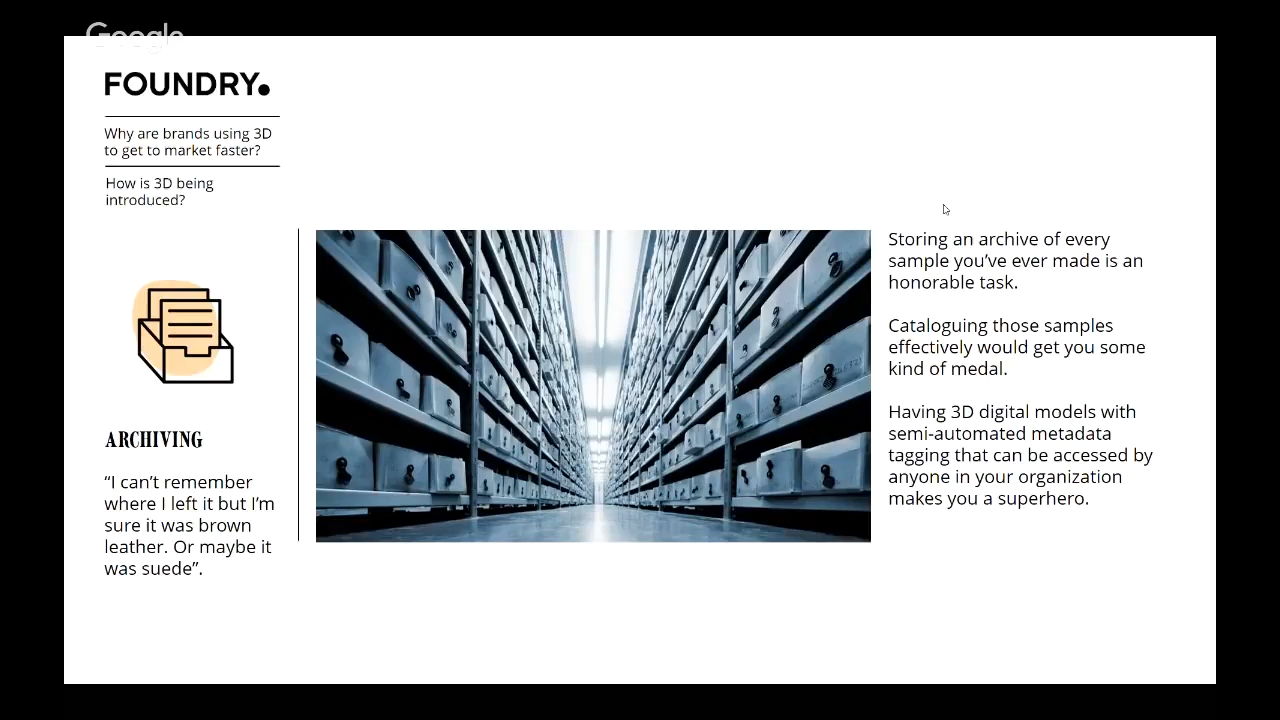 Google
FOUNDRY.
Why are brands using 3D
to get to market faster?
How is 3D being
introduced?
ARCHIVING
“I can’t remember
where I left it but I’m
sure it was brown
leather. Or maybe it
was suede”.
Storing an archive of every
sample you’ve ever made is an
honorable task.
Cataloguing those samples
effectively would get you some
kind of medal.
Having 3D digital models with
semi-automated metadata
tagging that can be accessed by
anyone in your organization
makes you a superhero.